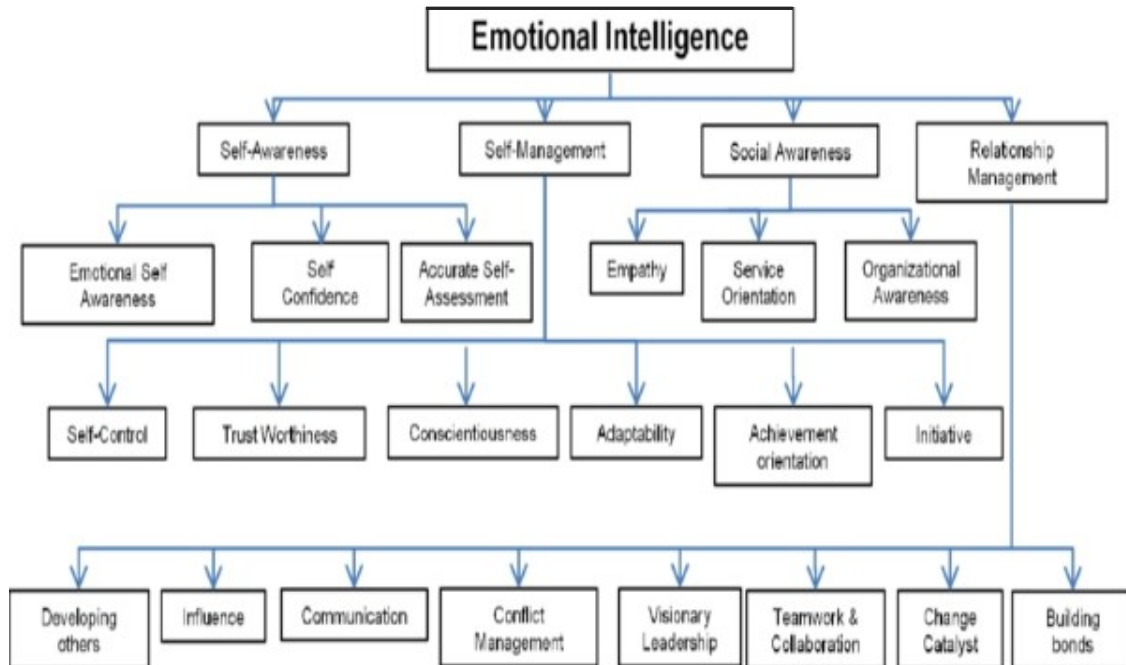 Emotional Intelligence
Self-Awareness
Self-Management
Social Awareness
Relationship
Management
Emotional Self
Awareness
Self
Confidence
Accurate Self-
Assessment
Empathy
Service
Orientation
Organizational
Awareness
Self-Control
Trust Worthiness
Conscientiousness
Adaptability
Achievement
orientation
Initiative
Developing
others
Influence
Communication
Conflict
Management
Visionary
Leadership
Teamwork &
Collaboration
Change
Catalyst
Building
bonds